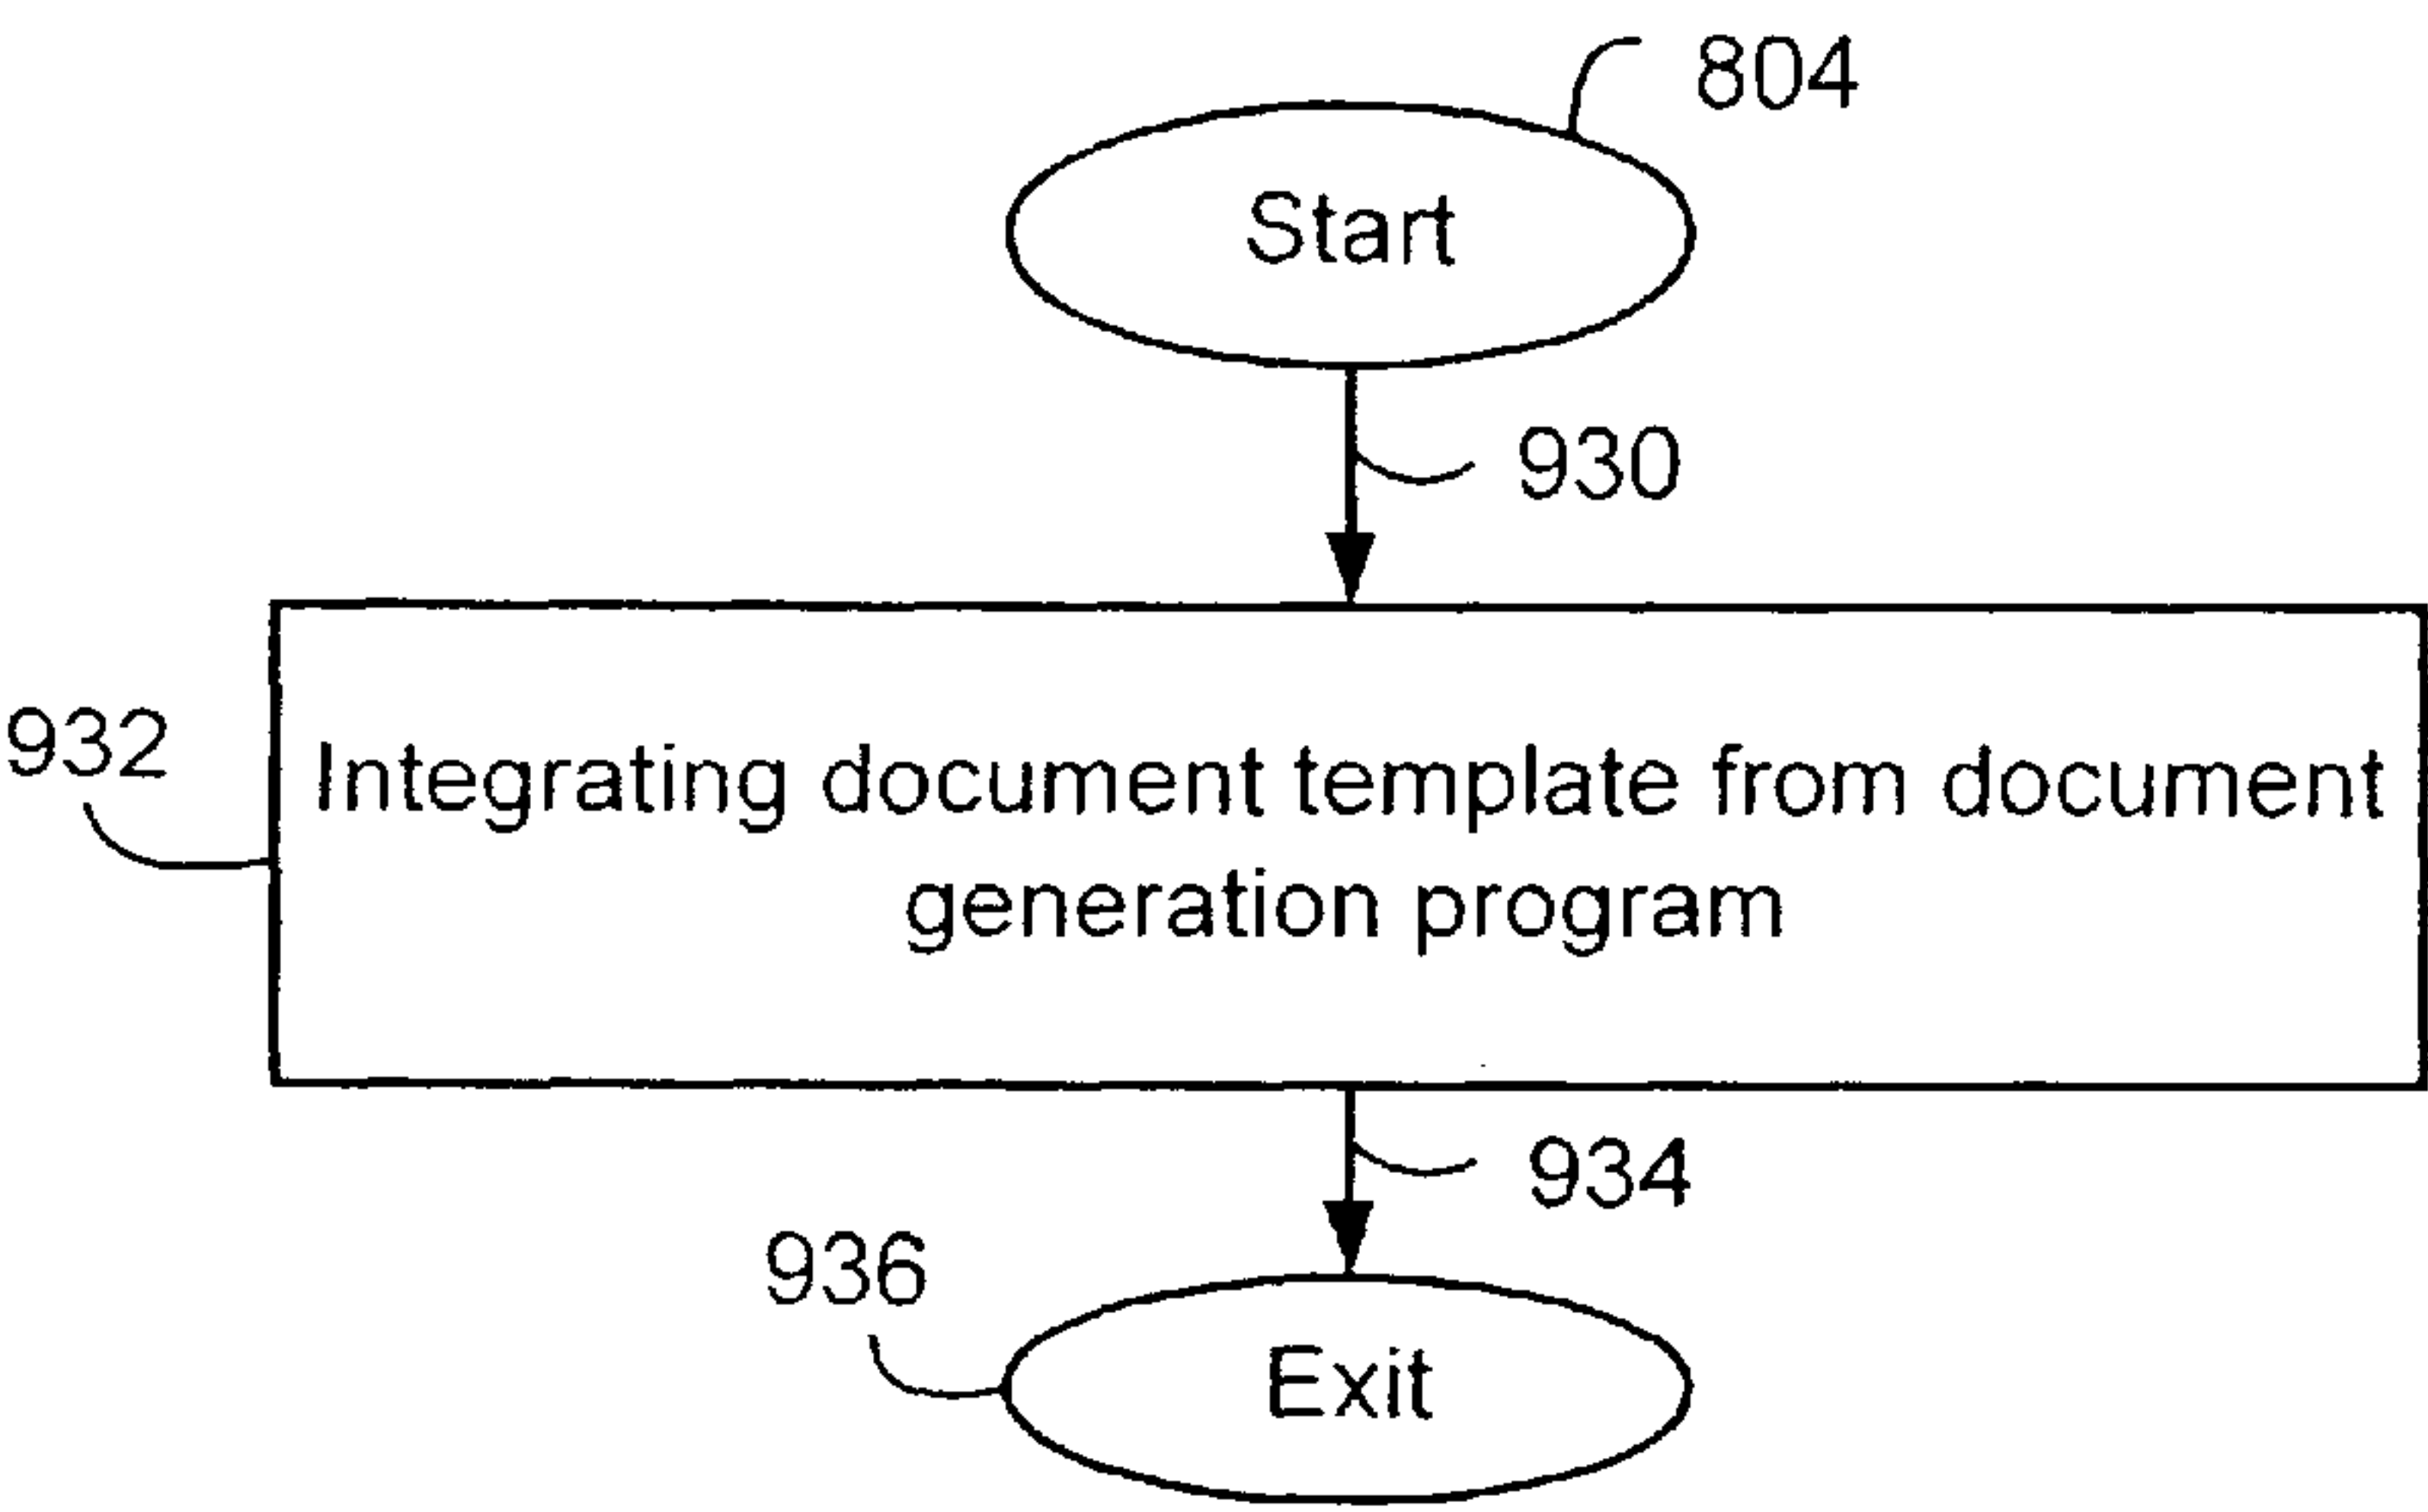 804
Start
930
932
Integrating document template from document
generation program
934
936
Exit